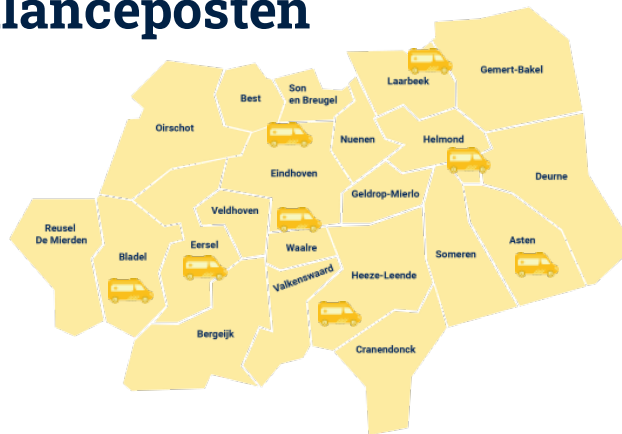 lanceposten
Gemert-Bakel
Laarbeek
Best
Son
en Breugel
Oirschot
Nuenen
Helmond
Eindhoven
Deurne
Geldrop-Mierlo
Veldhoven
Reusel
De Mierden
Bladel
Eersel
Waalre
Asten
Someren
Valkenswaard
Heeze-Leende
Bergeijk
Cranendonck